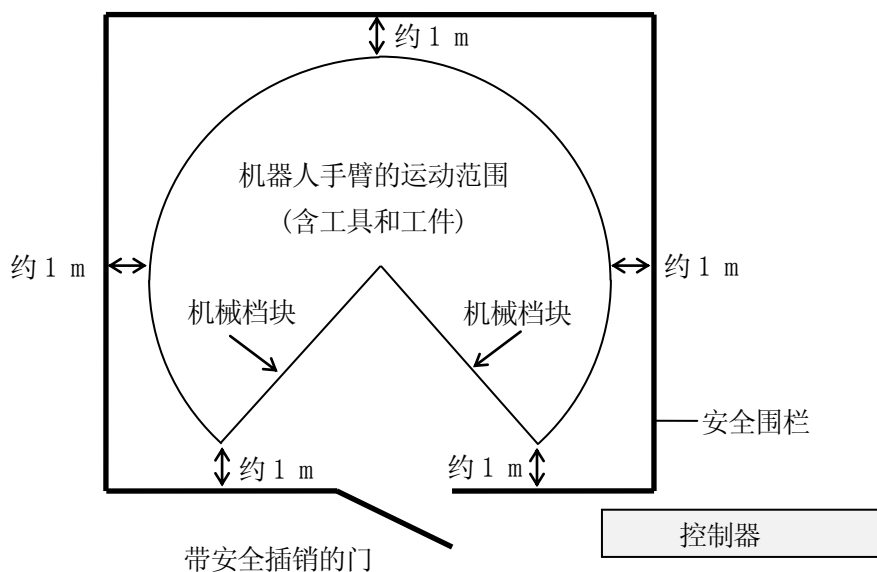 约1 m
机器人手臂的运动范围
(含工具和工件)
约1 m
约1 m
机械档块
机械档块
安全围栏
约1 m
约1 m
控制器
带安全插销的门